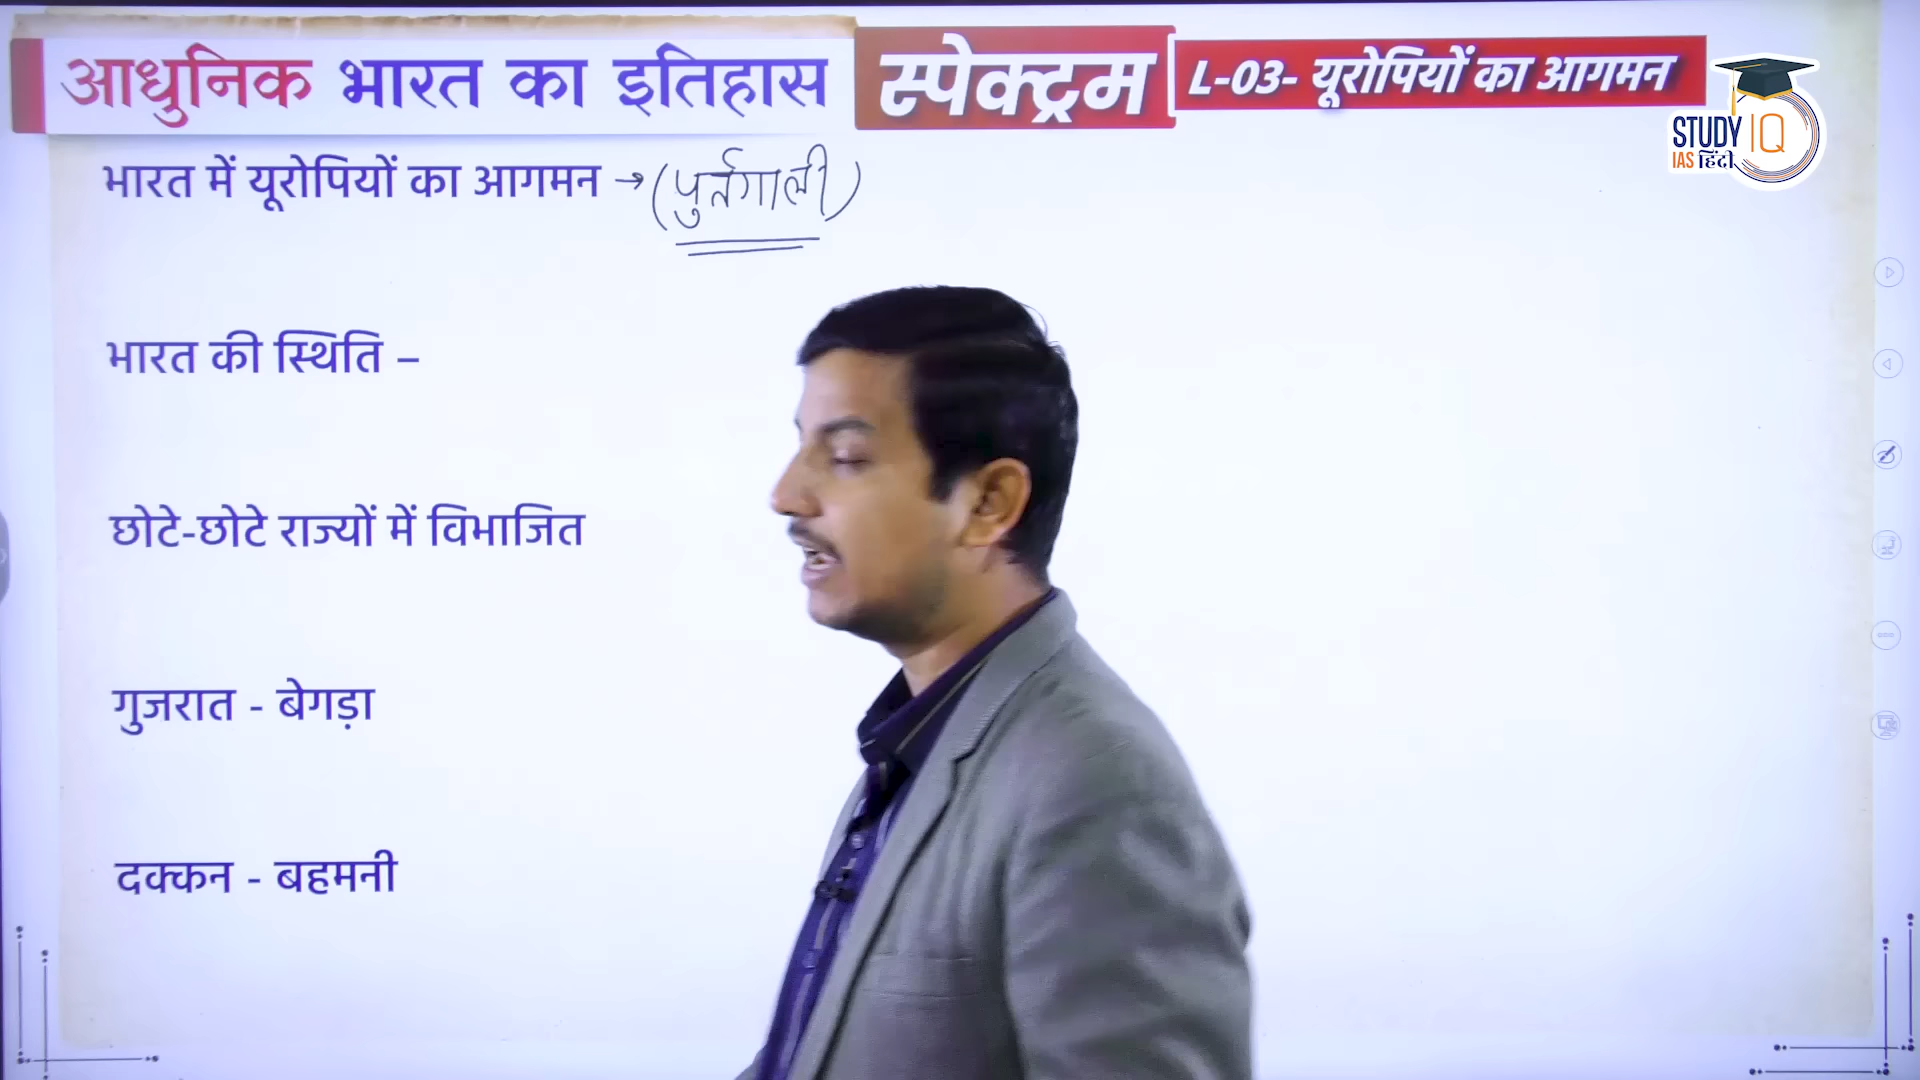 आधुनिक भारत का इतिहास स्पेक्ट्रम L-03- यूरोपियों का आगमन
STUDY IQ
IAS हिंदी
भारत में यूरोपियों का आगमन → (पुर्तगाली)
भारत की स्थिति –
छोटे-छोटे राज्यों में विभाजित
गुजरात - बेगड़ा
दक्कन - बहमनी